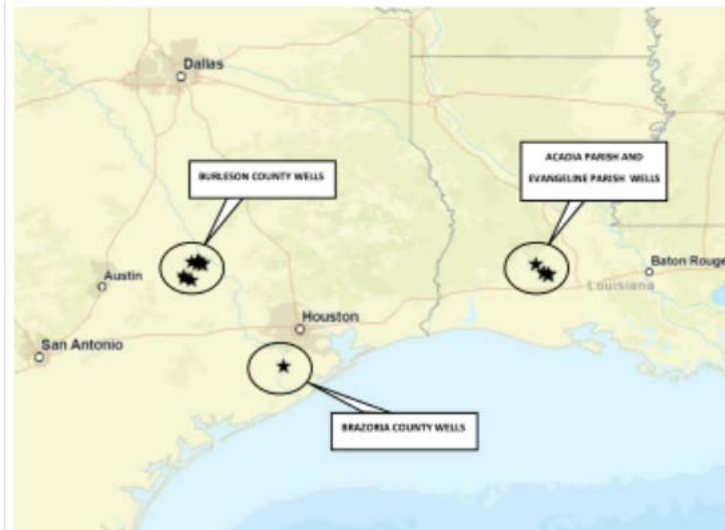 Dallas
BURLESON COUNTY WELLS
ACADIA PARISH AND
EVANGELINE PARISH WELLS
Austin
Baton Rouge
Louisiana
Houston
San Antonio
BRAZORIA COUNTY WELLS